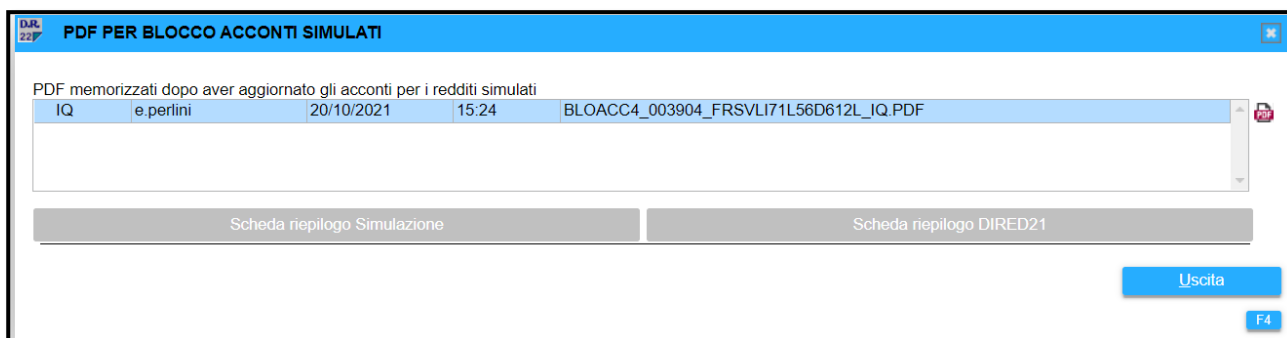 D.R. 22 PDF PER BLOCCO ACCONTI SIMULATI
PDF memorizzati dopo aver aggiornato gli acconti per i redditi simulati
IQ e.perlini 20/10/2021 15:24 BLOACC4_003904_FRSVLI71L56D612L_IQ.PDF
PDF
Scheda riepilogo Simulazione Scheda riepilogo DIRED21
Uscita
F4